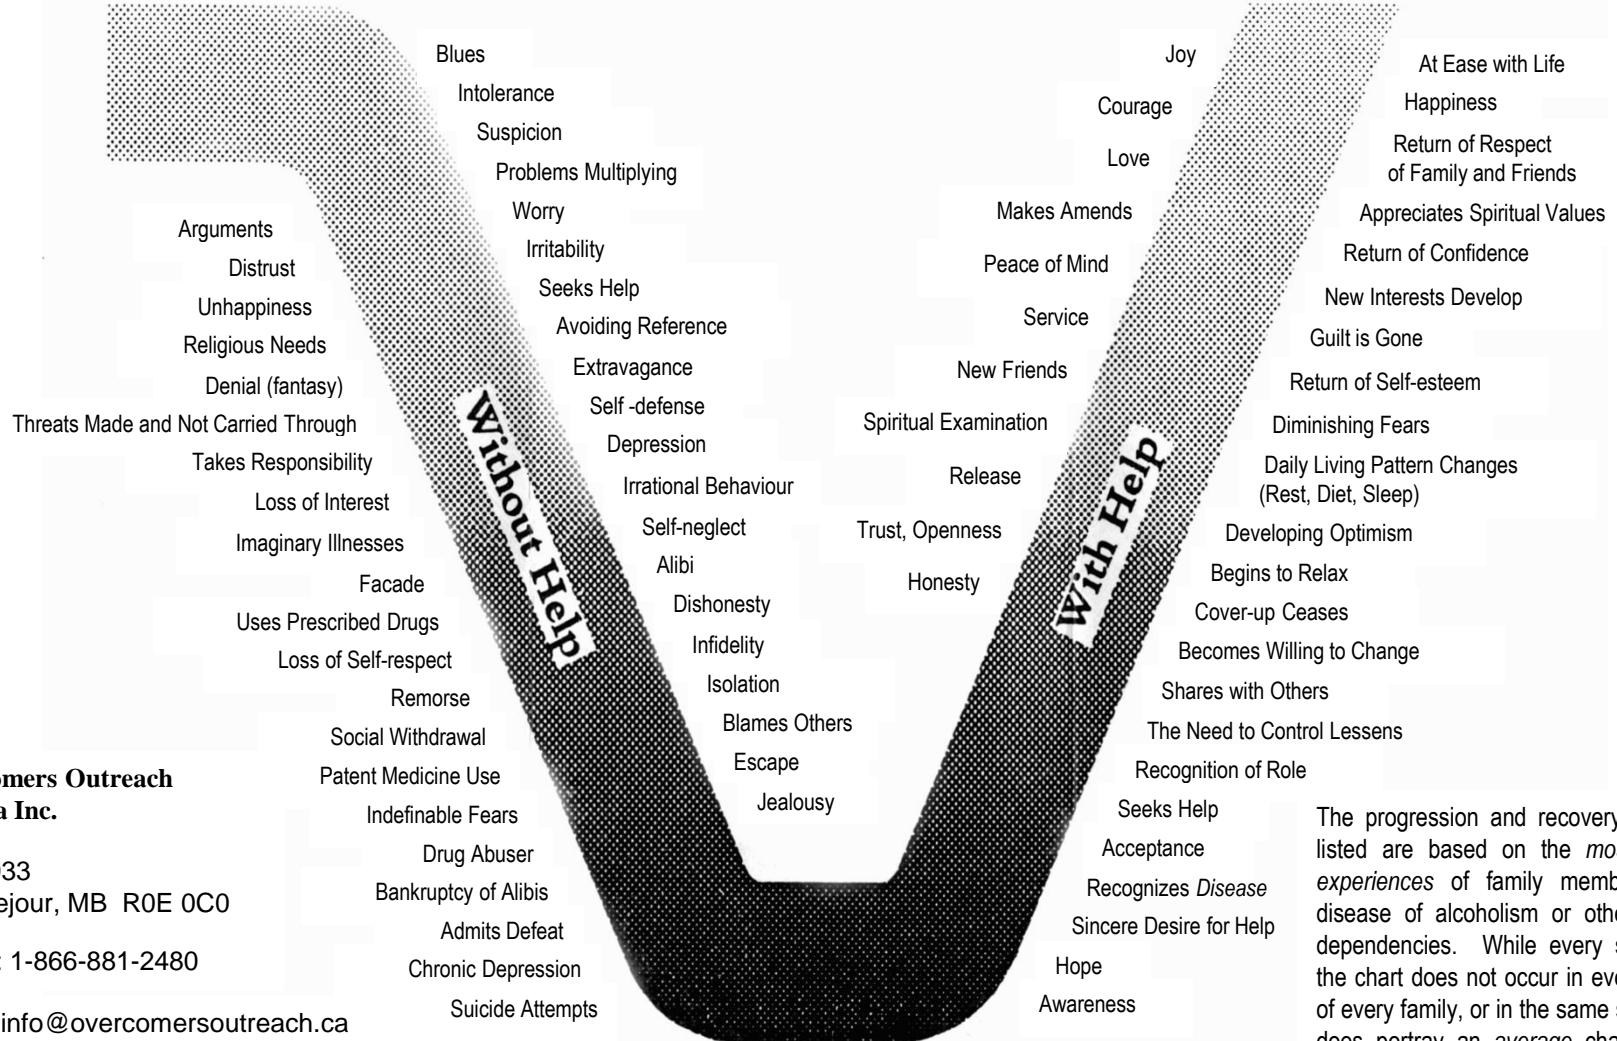 Blues
Intolerance
Suspicion
Problems Multiplying
Worry
Irritability
Seeks Help
Avoiding Reference
Extravagance
Self -defense
Depression
Irrational Behaviour
Self-neglect
Alibi
Dishonesty
Infidelity
Isolation
Blames Others
Escape
Jealousy
Arguments
Distrust
Unhappiness
Religious Needs
Denial (fantasy)
Threats Made and Not Carried Through
Takes Responsibility
Loss of Interest
Imaginary Illnesses
Facade
Uses Prescribed Drugs
Loss of Self-respect
Remorse
Social Withdrawal
Patent Medicine Use
Indefinable Fears
Drug Abuser
Bankruptcy of Alibis
Admits Defeat
Chronic Depression
Suicide Attempts
Without Help
With Help
Joy
Courage
Love
Makes Amends
Peace of Mind
Service
New Friends
Spiritual Examination
Release
Trust, Openness
Honesty
At Ease with Life
Happiness
Return of Respect
of Family and Friends
Appreciates Spiritual Values
Return of Confidence
New Interests Develop
Guilt is Gone
Return of Self-esteem
Diminishing Fears
Daily Living Pattern Changes
(Rest, Diet, Sleep)
Developing Optimism
Begins to Relax
Cover-up Ceases
Becomes Willing to Change
Shares with Others
The Need to Control Lessens
Recognition of Role
Seeks Help
Acceptance
Recognizes Disease
Sincere Desire for Help
Hope
Awareness
Outreach
Inc.
MB R0E 0C0
1-866-881-2480
info@overcomersoutreach.ca
The progression and recovery
listed are based on the
experiences of family
disease of alcoholism or
dependencies. While every
the chart does not occur in
of every family, or in the same
does portray an average